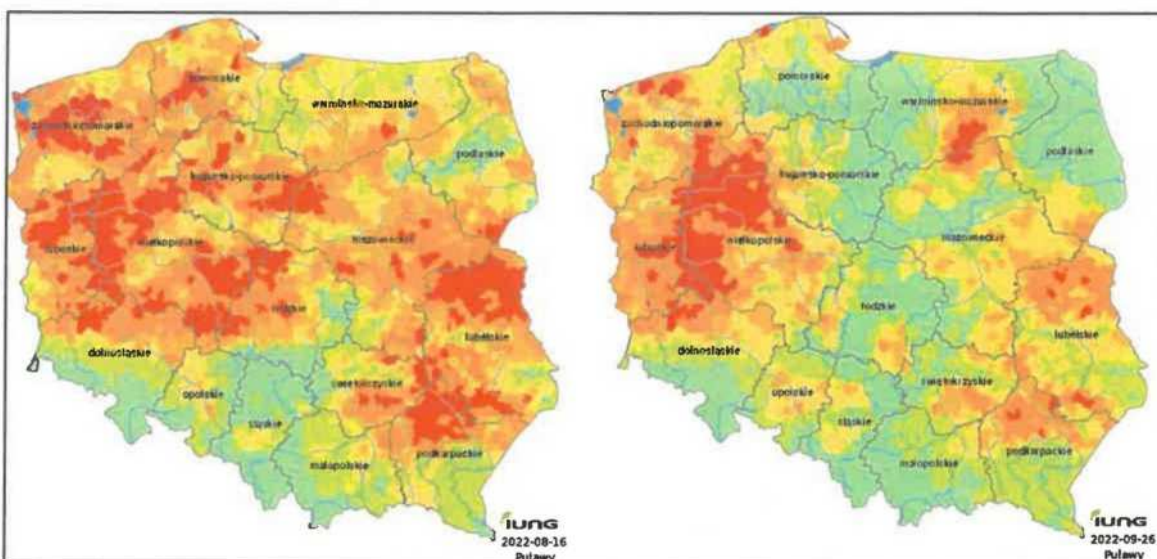 pomorskie
warmińsko-mazurskie
zachodniopomorskie
podlaskie
kujawsko-pomorskie
lubuskie
wielkopolskie
mazowieckie
łódzkie
lubelskie
dolnośląskie
świętokrzyskie
opolskie
śląskie
podkarpackie
małopolskie
IUNG
2022-08-16
Puławy
pomorskie
warmińsko-mazurskie
zachodniopomorskie
podlaskie
kujawsko-pomorskie
lubuskie
wielkopolskie
mazowieckie
łódzkie
lubelskie
dolnośląskie
świętokrzyskie
opolskie
śląskie
podkarpackie
małopolskie
IUNG
2022-09-26
Puławy